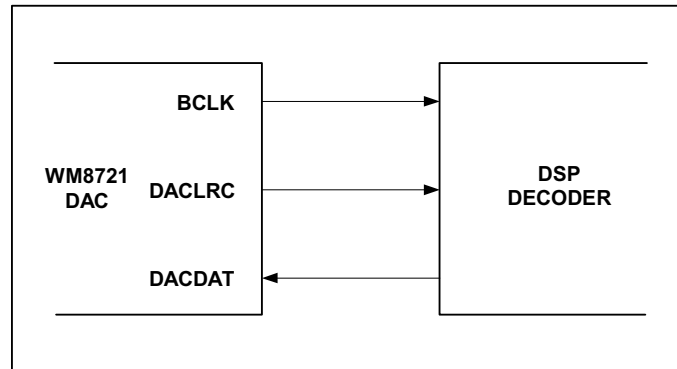 BCLK
WM8721
DAC
DACLRC
DACDAT
DSP
DECODER